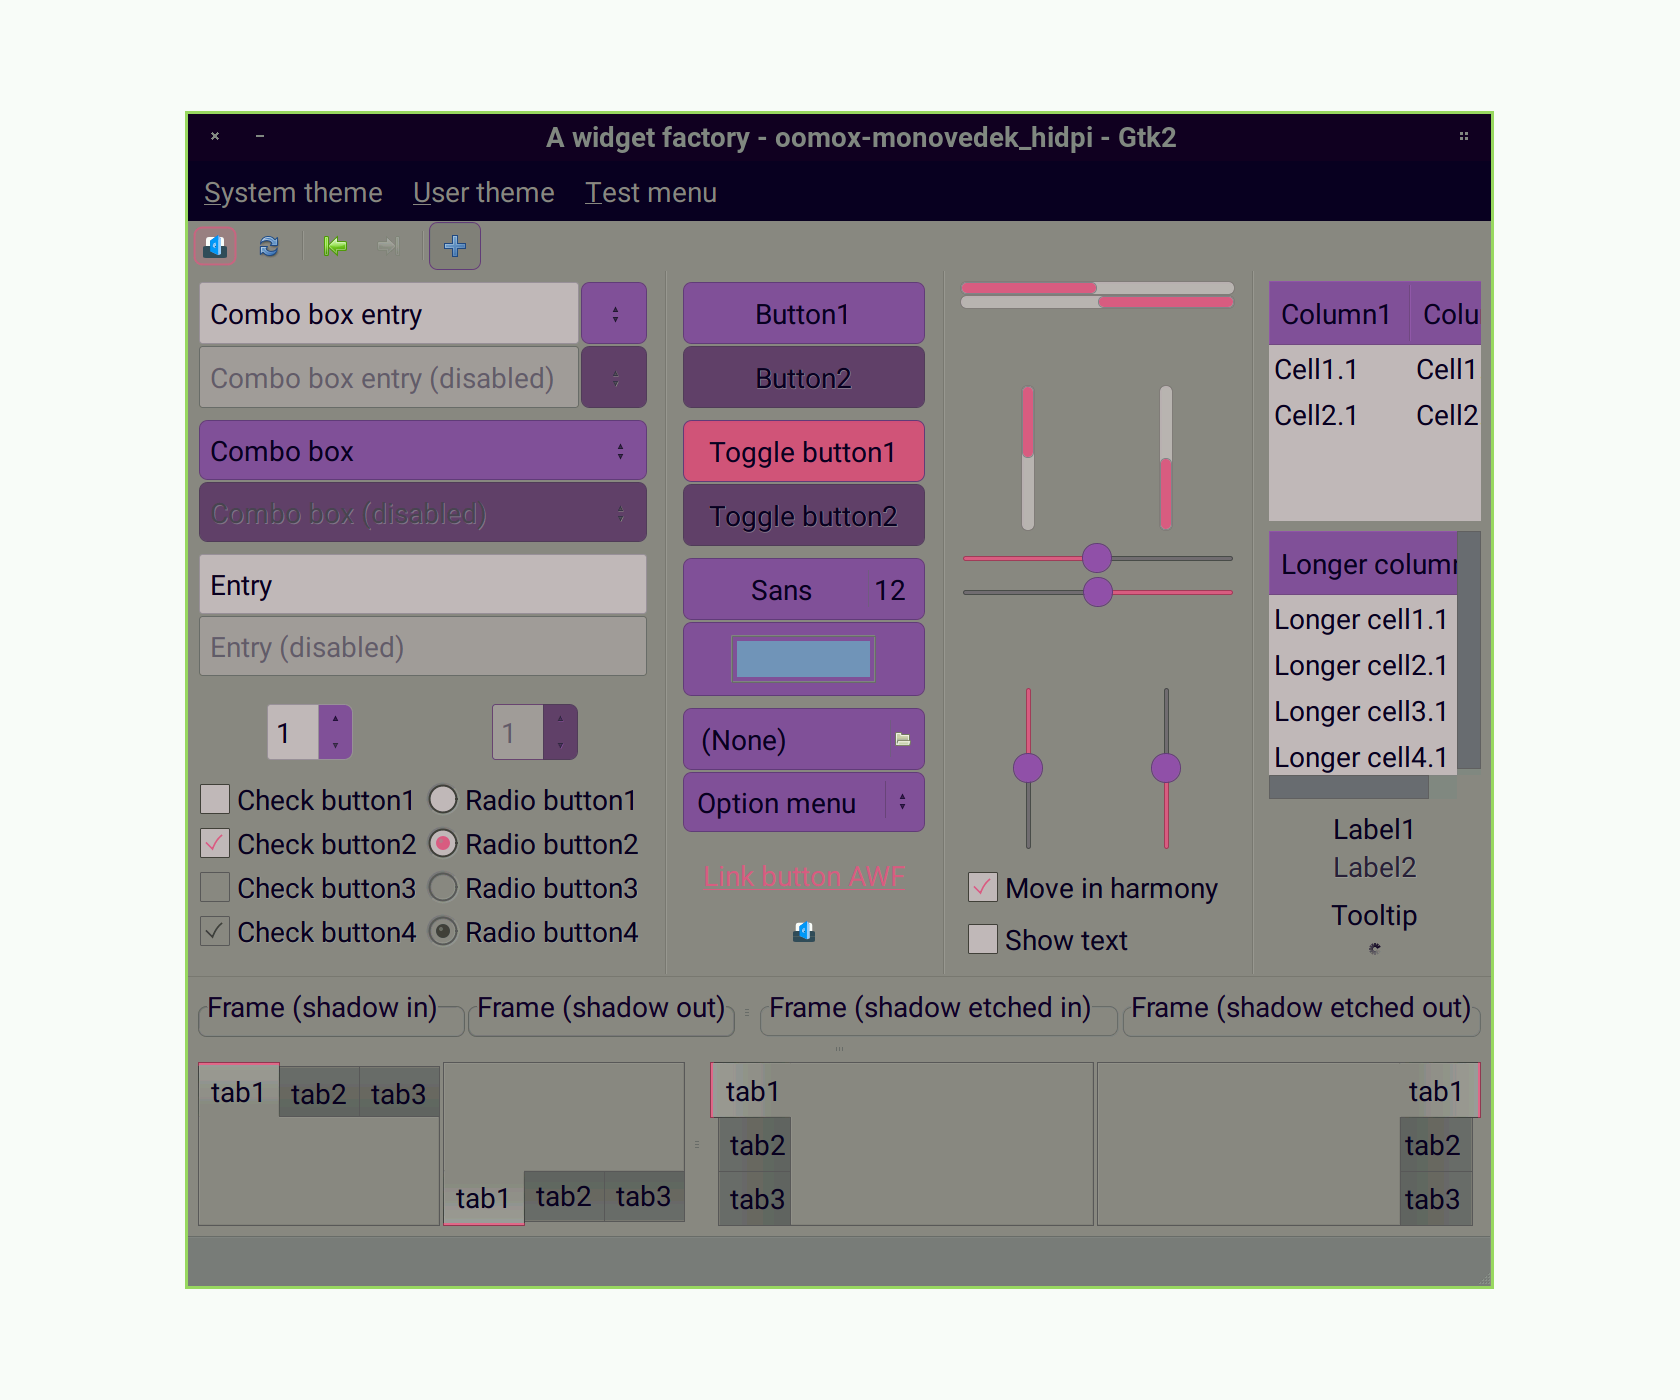 A widget factory - oomox-monovedek_hidpi - Gtk2
System theme User theme Test menu
Combo box entry
Combo box entry (disabled)
Combo box
Combo box (disabled)
Entry
Entry (disabled)
1 1
Check button1 Radio button1
Check button2 Radio button2
Check button3 Radio button3
Check button4 Radio button4
Button1
Button2
Toggle button1
Toggle button2
Sans 12
(None)
Option menu
Link button AWF
Move in harmony
Show text
Column1 Colu
Cell1.1 Cell1
Cell2.1 Cell2
Longer column
Longer cell1.1
Longer cell2.1
Longer cell3.1
Longer cell4.1
Label1
Label2
Tooltip
Frame (shadow in) Frame (shadow out) Frame (shadow etched in) Frame (shadow etched out)
tab1 tab2 tab3
tab1 tab2 tab3
tab1
tab2
tab3
tab1
tab2
tab3